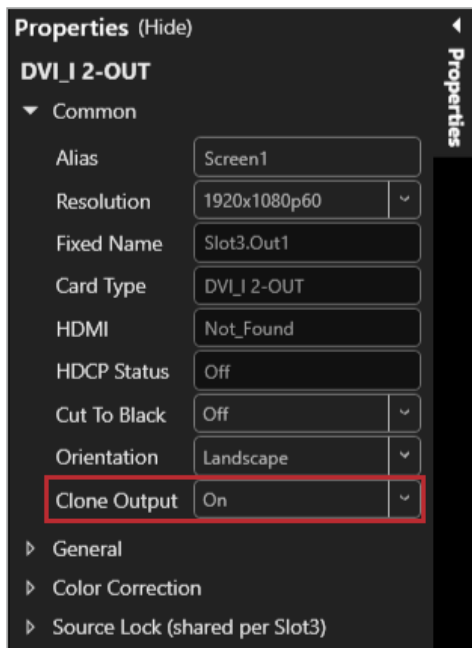 Properties (Hide)
Properties
DVI_I 2-OUT
Common
Alias Screen1
Resolution 1920x1080p60
Fixed Name Slot3.Out1
Card Type DVI_I 2-OUT
HDMI Not_Found
HDCP Status Off
Cut To Black Off
Orientation Landscape
Clone Output On
General
Color Correction
Source Lock (shared per Slot3)